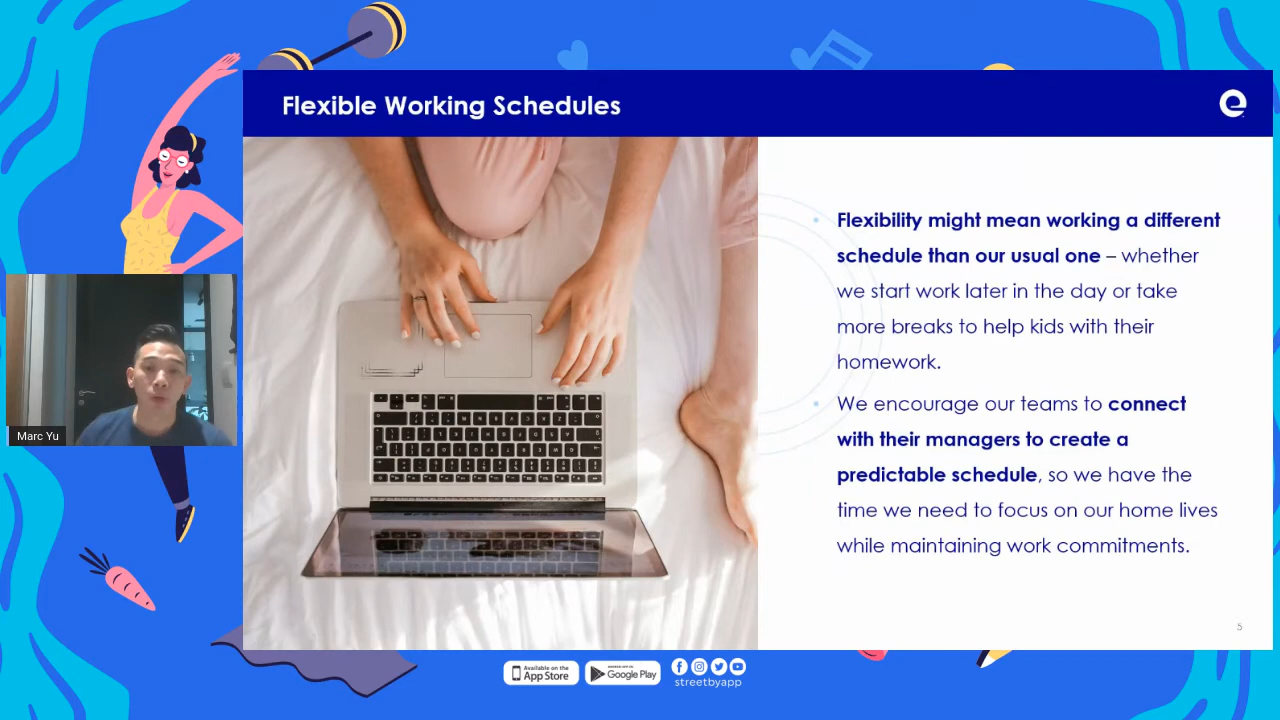 Flexible Working Schedules
Flexibility might mean working a different
schedule than our usual one – whether
we start work later in the day or take
more breaks to help kids with their
homework.
We encourage our teams to connect
with their managers to create a
predictable schedule, so we have the
time we need to focus on our home lives
while maintaining work commitments.
5
Marc Yu
Available on the
App Store
Google Play
streetbyapp